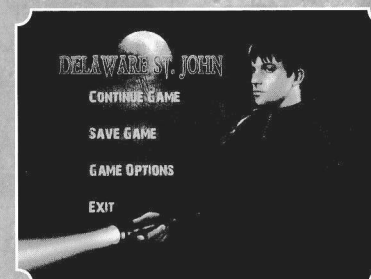 DELAWARE ST. JOHN
CONTINUE GAME
SAVE GAME
GAME OPTIONS
EXIT